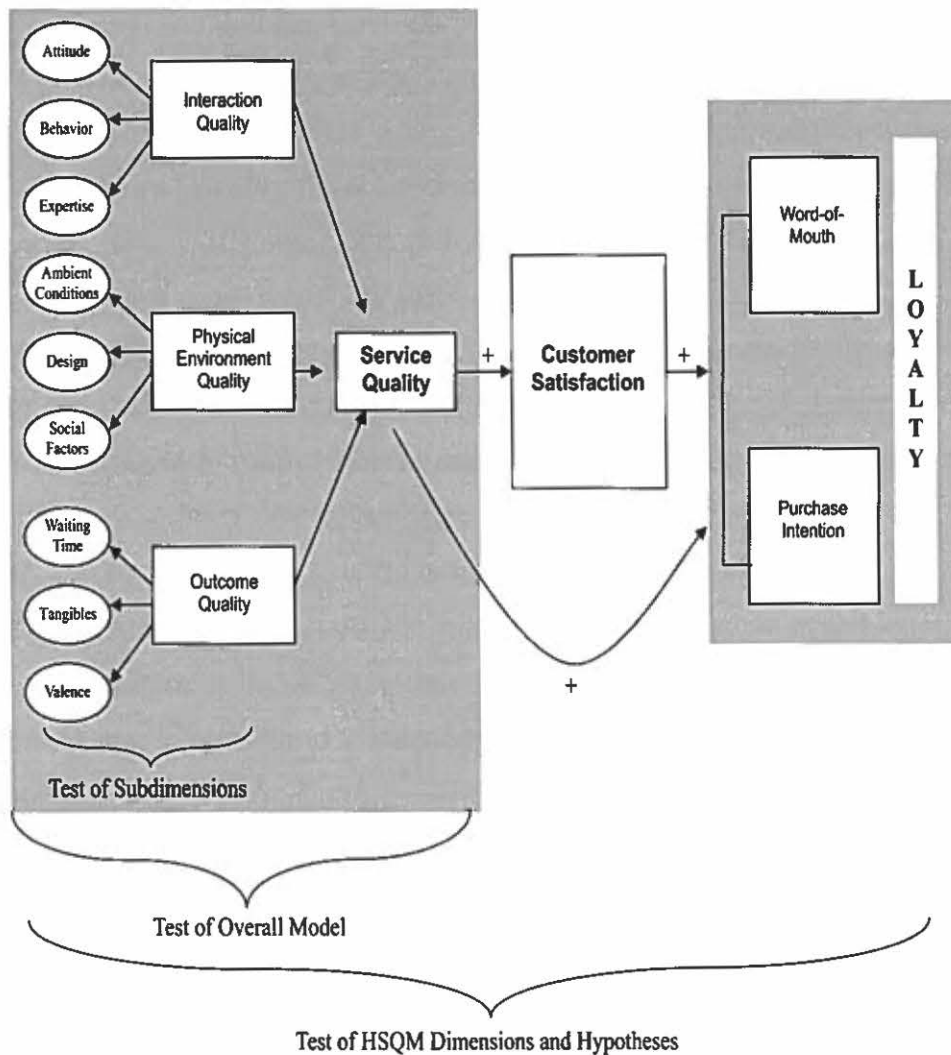 Attitude
Behavior
Expertise
Interaction
Quality
Ambient
Conditions
Design
Social
Factors
Physical
Environment
Quality
Waiting
Time
Tangibles
Valence
Outcome
Quality
Service
Quality
+
Customer
Satisfaction
+
+
Word-of-
Mouth
Purchase
Intention
LOYALTY
Test of Subdimensions
Test of Overall Model
Test of HSQM Dimensions and Hypotheses